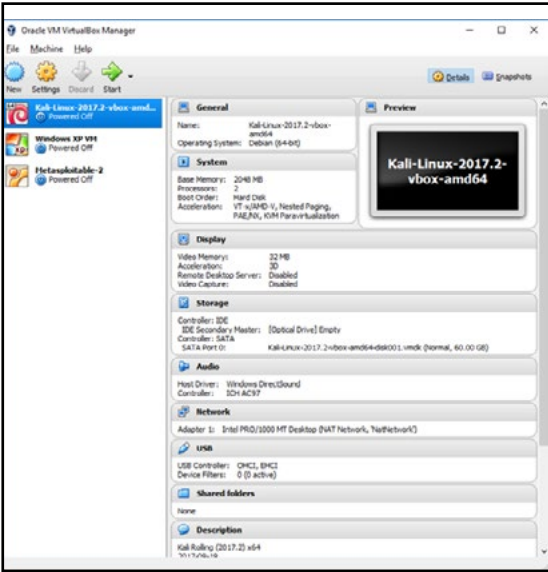 Oracle VM VirtualBox Manager
File Machine Help
New Settings Discard Start
Details Snapshots
Kali-Linux-2017.2-vbox-amd...
Powered Off
Windows XP VM
Powered Off
Metasploitable-2
Powered Off
General
Name: Kali-Linux-2017.2-vbox-
amd64
Operating System: Debian (64-bit)
System
Base Memory: 2048 MB
Processors: 2
Boot Order: Hard Disk
Acceleration: VT-x/AMD-V, Nested Paging,
PAE/NX, KVM Paravirtualization
Preview
Kali-Linux-2017.2-
vbox-amd64
Display
Video Memory: 32 MB
Acceleration: 3D
Remote Desktop Server: Disabled
Video Capture: Disabled
Storage
Controller: IDE
IDE Secondary Master: [Optical Drive] Empty
Controller: SATA
SATA Port 0: Kali-Linux-2017.2-vbox-amd64-disk001.vmdk (Normal, 60.00 GB)
Audio
Host Driver: Windows DirectSound
Controller: ICH AC97
Network
Adapter 1: Intel PRO/1000 MT Desktop (NAT Network, 'NatNetwork')
USB
USB Controller: OHCI, EHCI
Device Filters: 0 (0 active)
Shared folders
None
Description
Kali Rolling (2017.2) x64